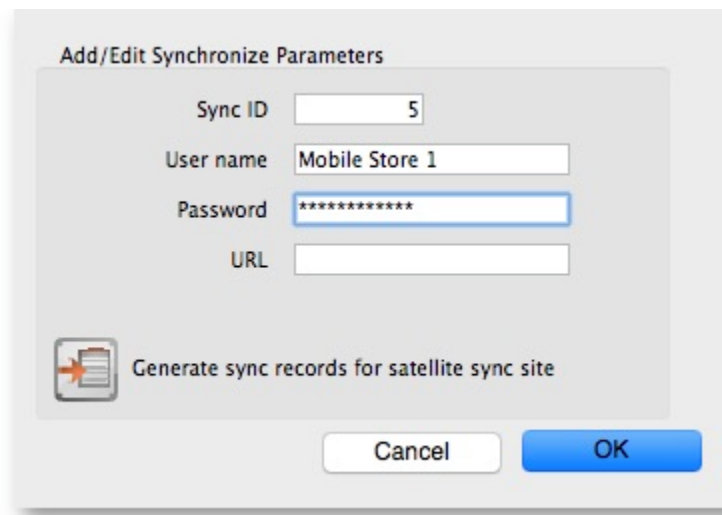 Add/Edit Synchronize Parameters
Sync ID 5
User name Mobile Store 1
Password ************
URL
Generate sync records for satellite sync site
Cancel OK